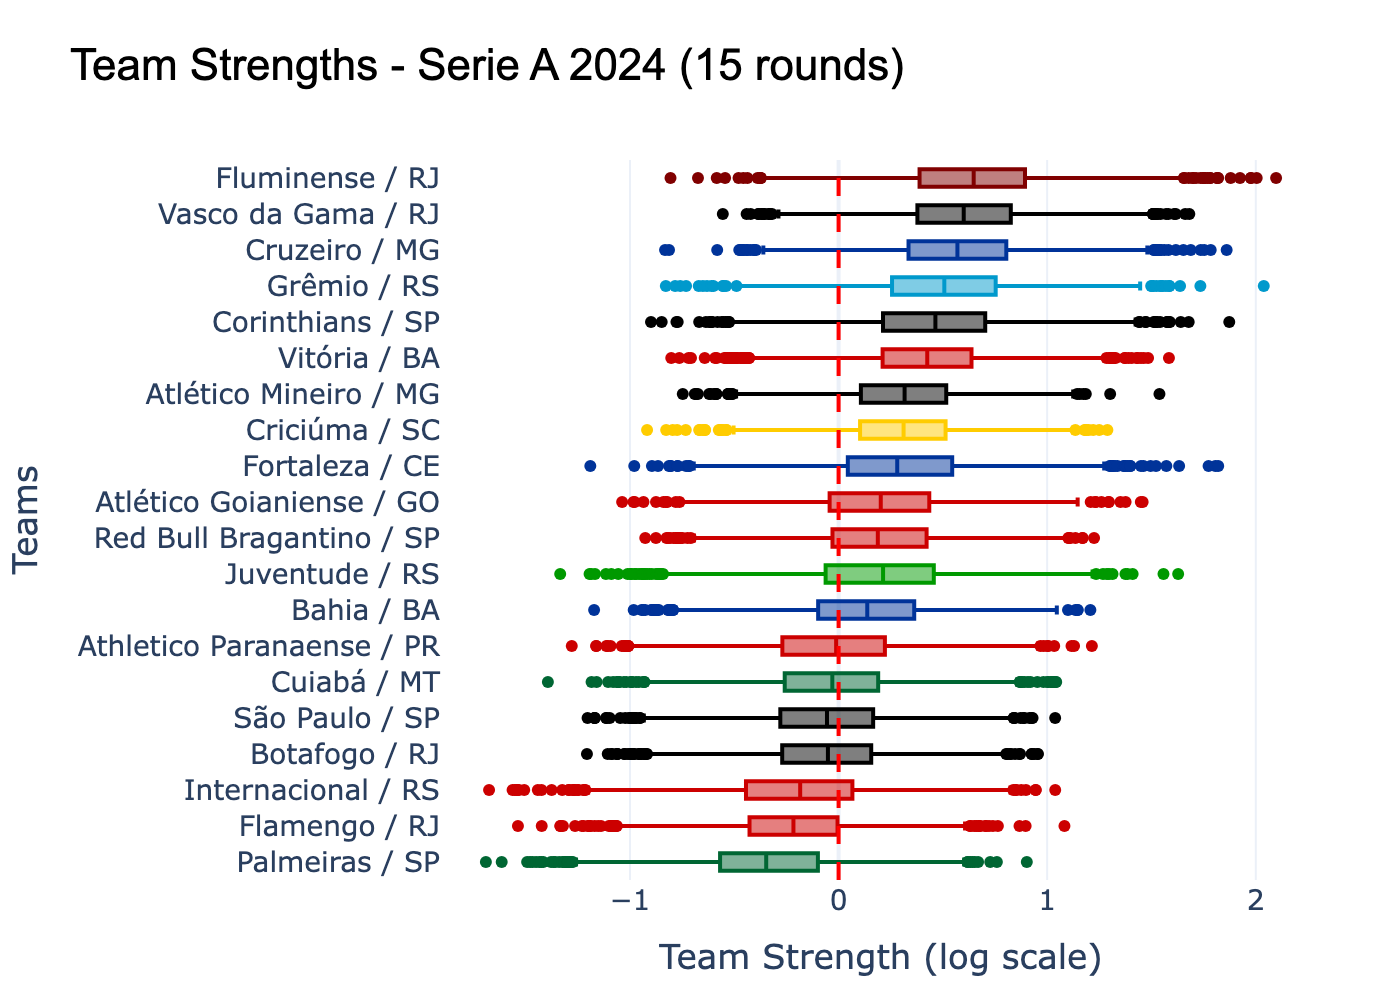 Team Strengths - Serie A 2024 (15 rounds)
Fluminense / RJ
Vasco da Gama / RJ
Cruzeiro / MG
Grêmio / RS
Corinthians / SP
Vitória / BA
Atlético Mineiro / MG
Criciúma / SC
Fortaleza / CE
Atlético Goianiense / GO
Red Bull Bragantino / SP
Juventude / RS
Bahia / BA
Athletico Paranaense / PR
Cuiabá / MT
São Paulo / SP
Botafogo / RJ
Internacional / RS
Flamengo / RJ
Palmeiras / SP
Teams
−1 0 1 2
Team Strength (log scale)